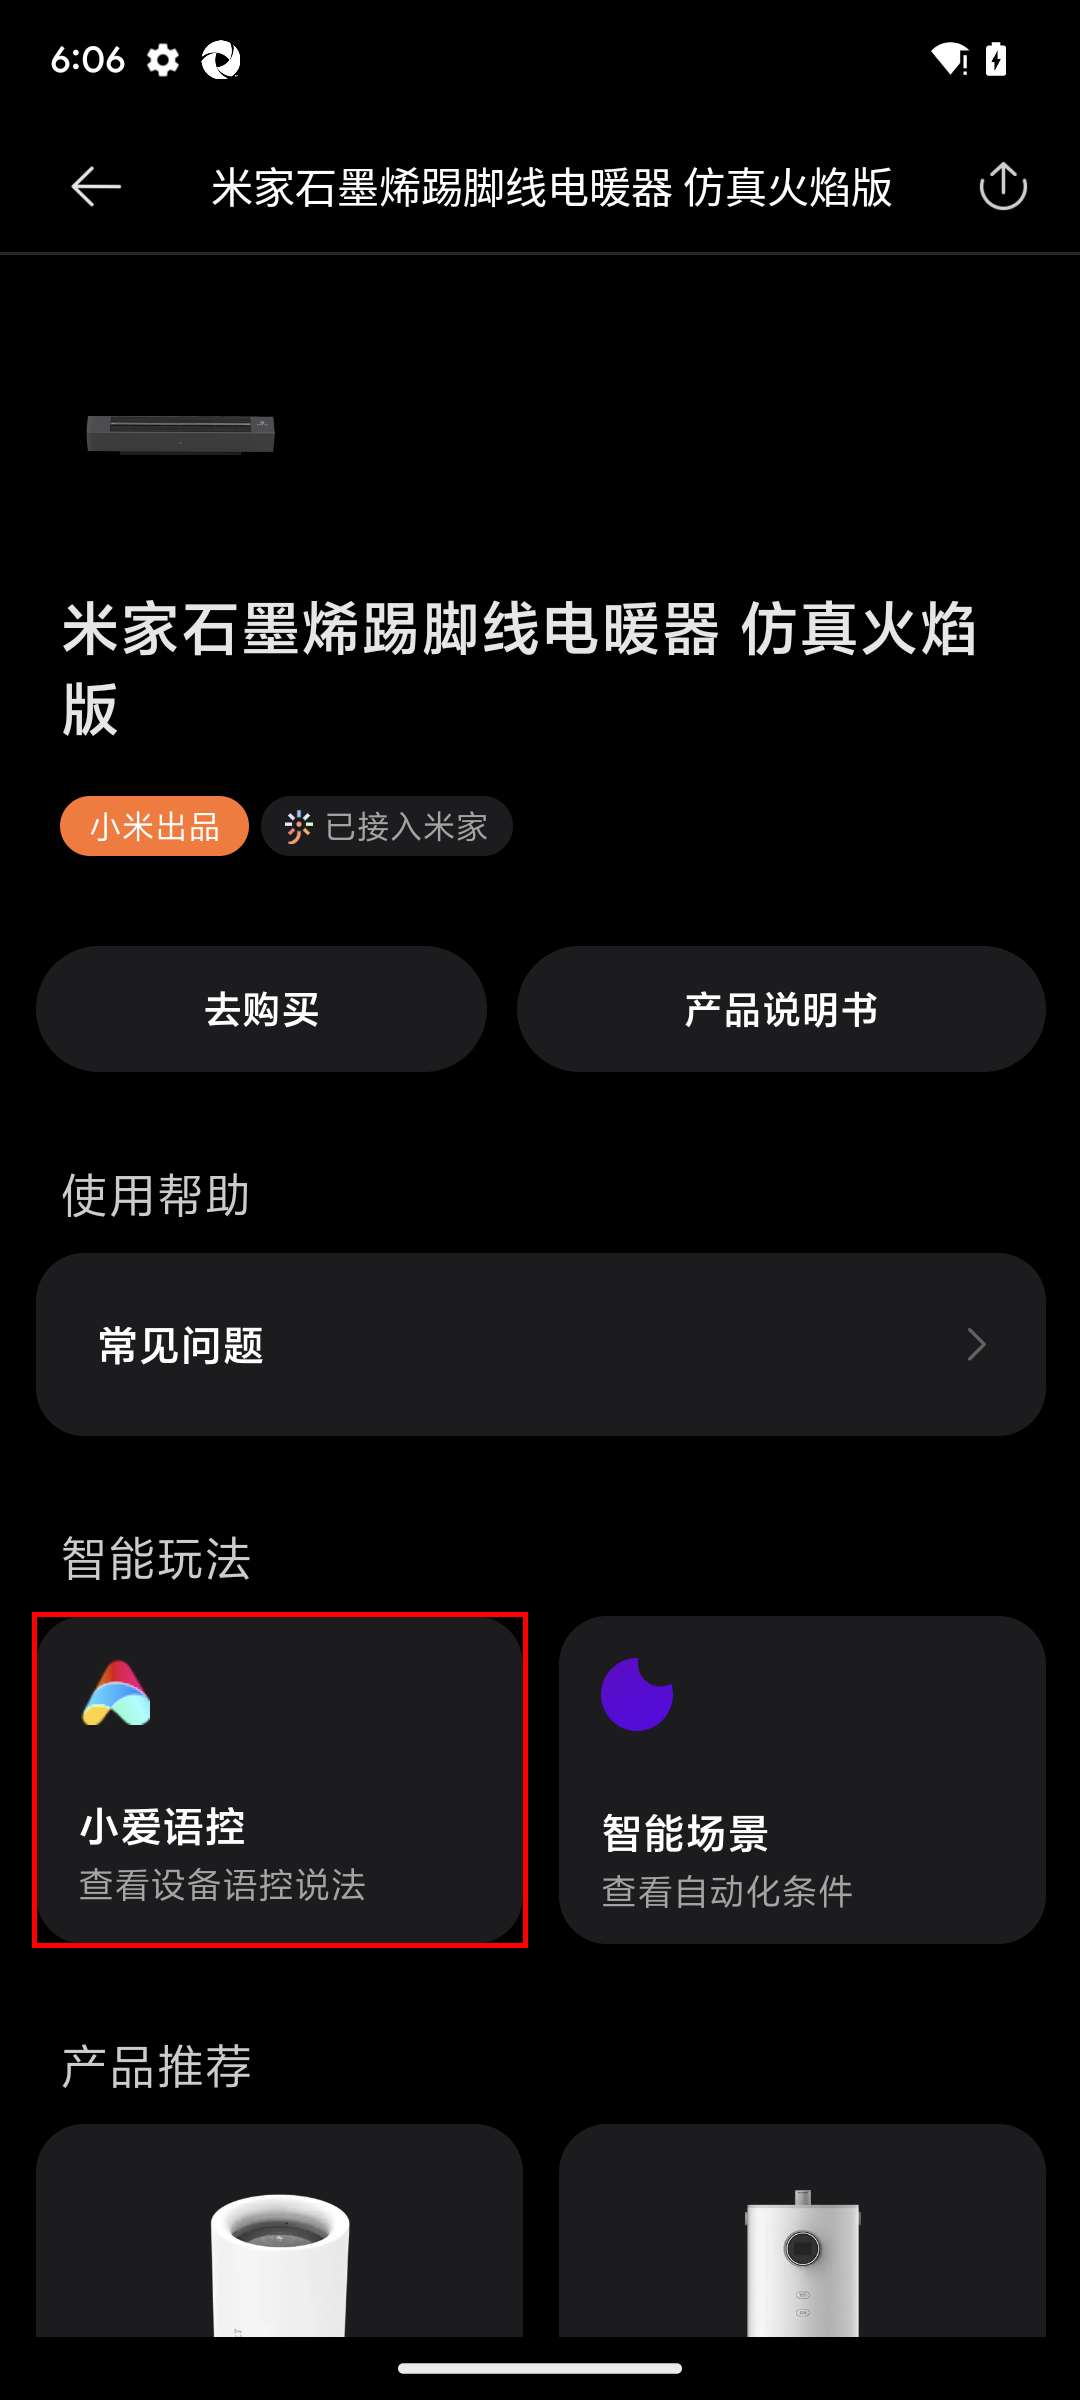 6:06
米家石墨烯踢脚线电暖器 仿真火焰版
米家石墨烯踢脚线电暖器 仿真火焰
版
小米出品
已接入米家
去购买
产品说明书
使用帮助
常见问题
智能玩法
小爱语控
查看设备语控说法
智能场景
查看自动化条件
产品推荐